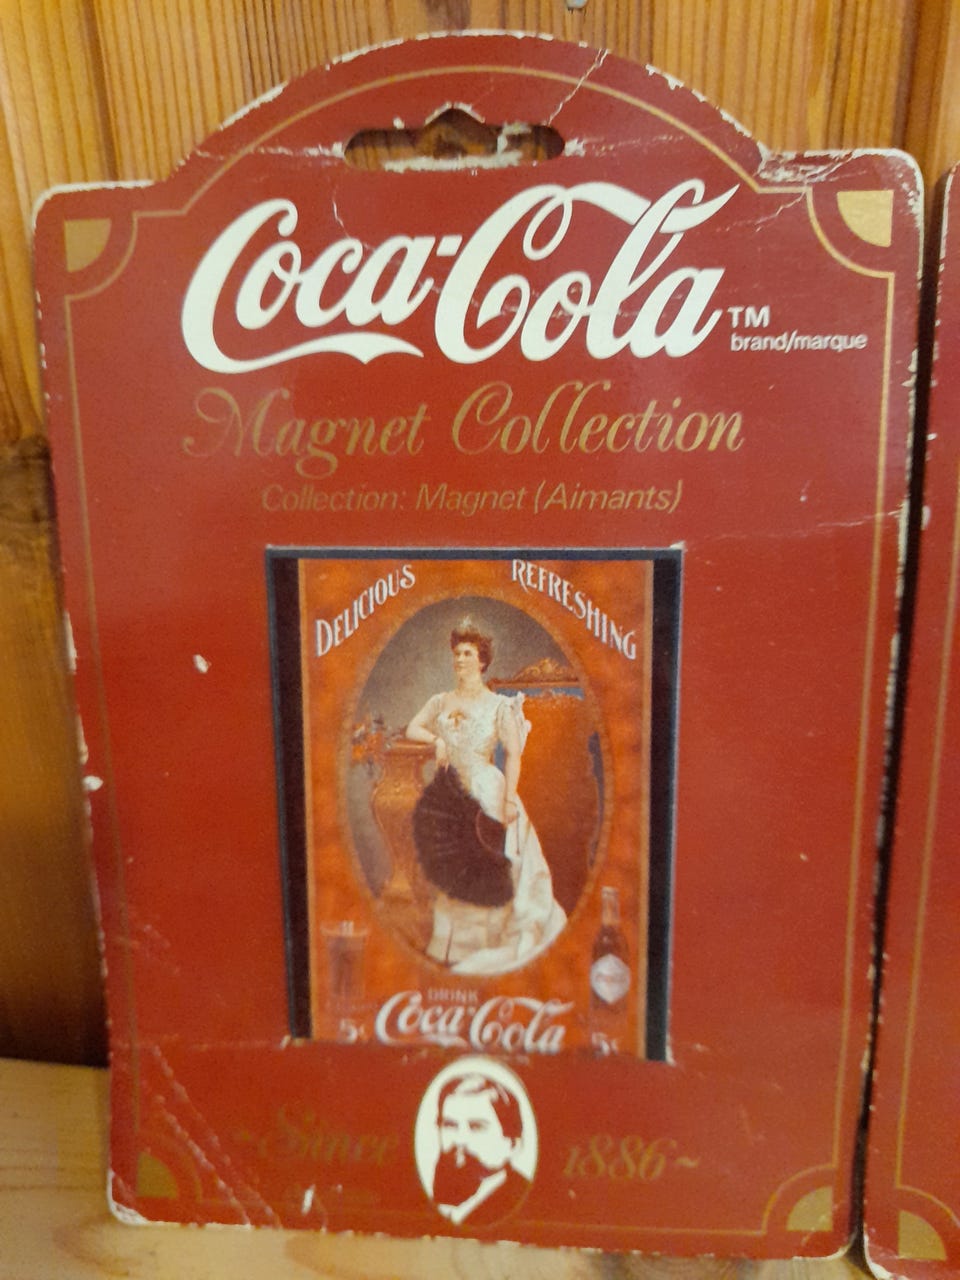 Coca-Cola TM
brand/marque
Magnet Collection
Collection: Magnet (Aimants)
DELICIOUS REFRESHING
DRINK
5¢ Coca-Cola 5¢
~ Since 1886 ~